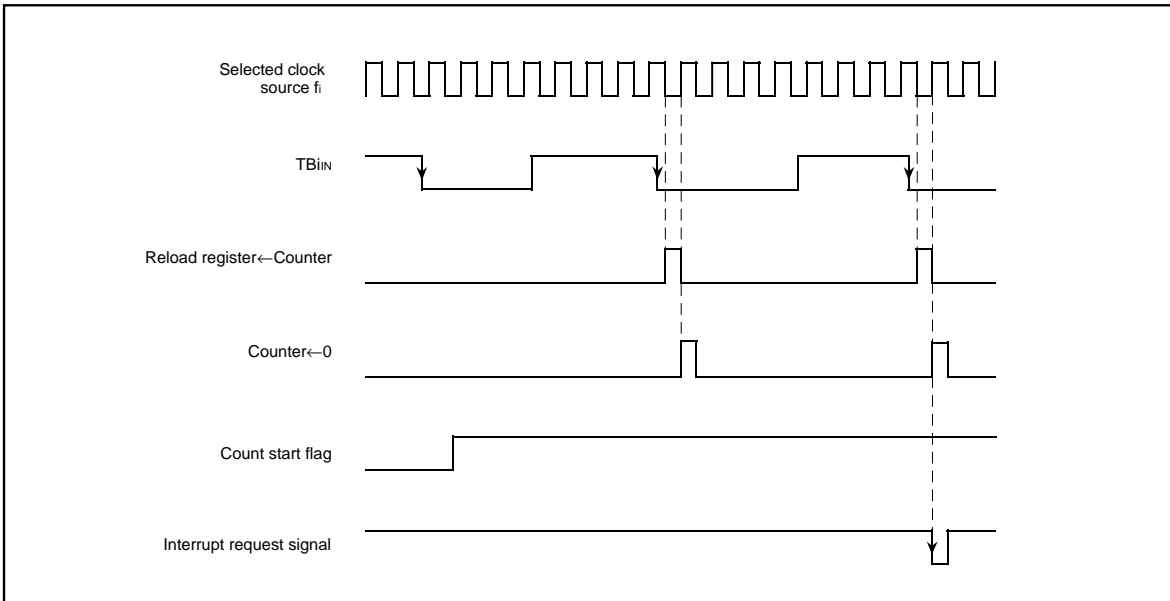 Selected clock
source fi
TBiIN
Reload register←Counter
Counter←0
Count start flag
Interrupt request signal